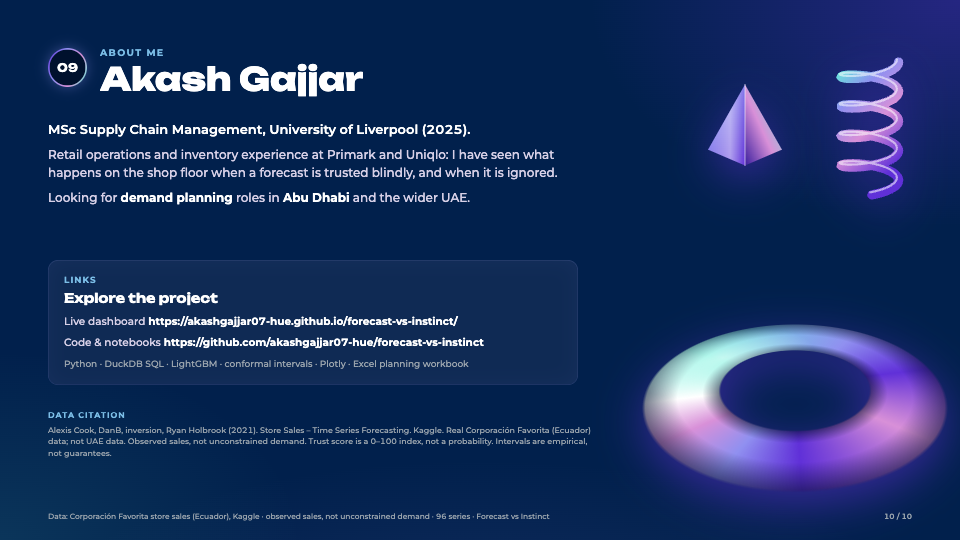 09
ABOUT ME
Akash Gajjar
MSc Supply Chain Management, University of Liverpool (2025).
Retail operations and inventory experience at Primark and Uniqlo: I have seen what
happens on the shop floor when a forecast is trusted blindly, and when it is ignored.
Looking for demand planning roles in Abu Dhabi and the wider UAE.
LINKS
Explore the project
Live dashboard https://akashgajjar07-hue.github.io/forecast-vs-instinct/
Code & notebooks https://github.com/akashgajjar07-hue/forecast-vs-instinct
Python · DuckDB SQL · LightGBM · conformal intervals · Plotly · Excel planning workbook
DATA CITATION
Alexis Cook, DanB, inversion, Ryan Holbrook (2021). Store Sales – Time Series Forecasting. Kaggle. Real Corporación Favorita (Ecuador)
data; not UAE data. Observed sales, not unconstrained demand. Trust score is a 0–100 index, not a probability. Intervals are empirical,
not guarantees.
Data: Corporación Favorita store sales (Ecuador), Kaggle · observed sales, not unconstrained demand · 96 series · Forecast vs Instinct
10 / 10